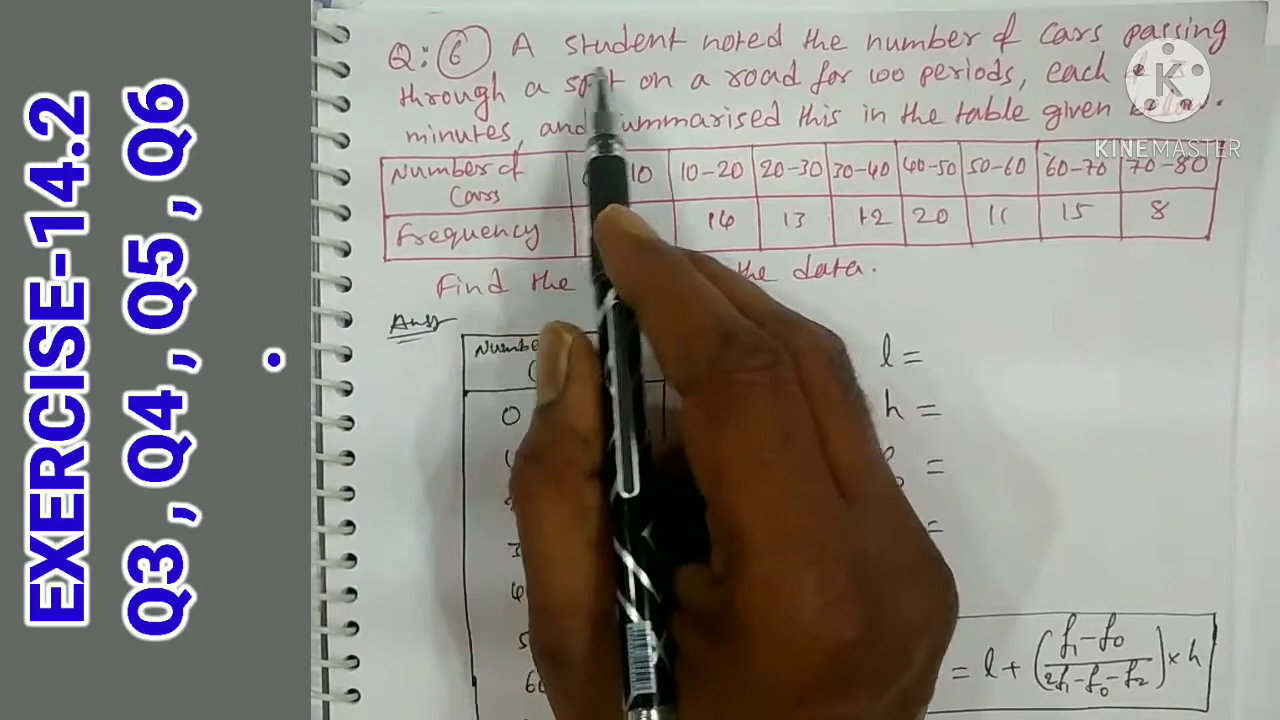 EXERCISE-14.2
Q3, Q4, Q5, Q6
Q: 6 A student noted the number of cars passing
through a spot on a road for 100 periods, each 3
minutes, and summarised this in the table given below.
Number of Cars 10 10-20 20-30 30-40 40-50 50-60 60-70 70-80
Frequency 14 13 12 20 11 15 8
Find the the data.
Ans
l =
h =
=
=
= l + (f1-f0/2f1-f0-f2) × h
K
KINEMASTER